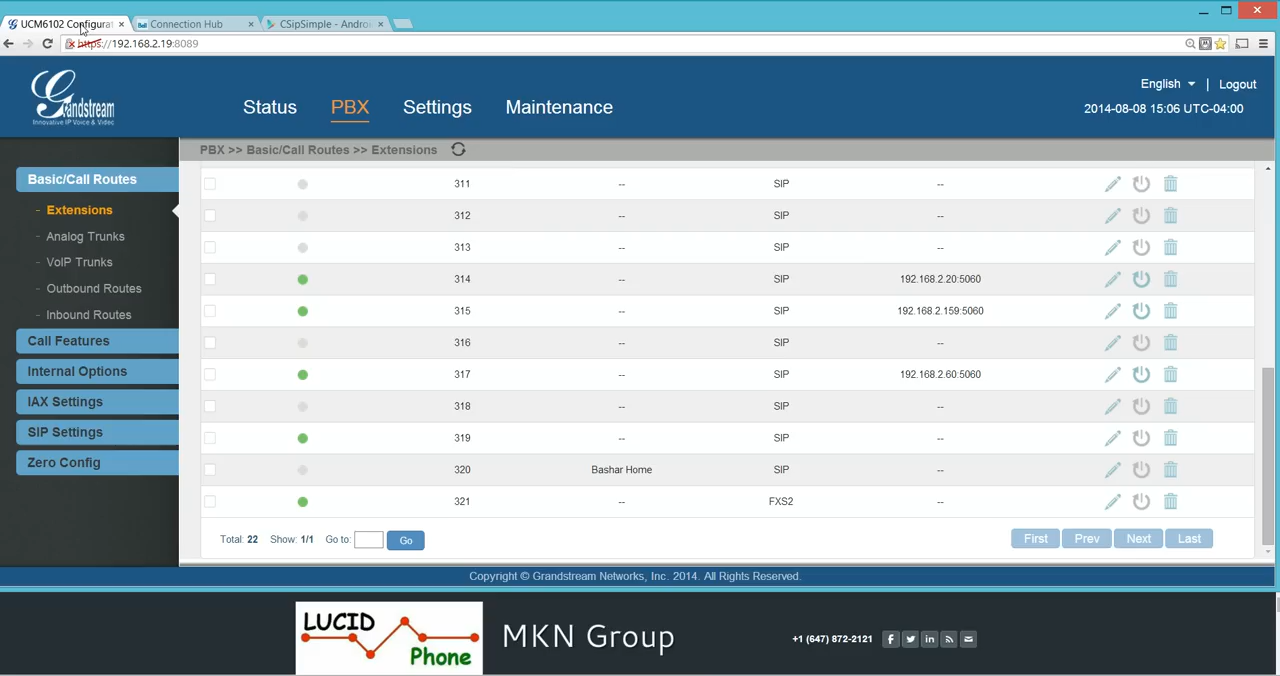 UCM6102 Configurat
Connection Hub
CSipSimple - Androi
https://192.168.2.19:8089
Grandstream
Innovative IP Voice & Video
Status PBX Settings Maintenance
English | Logout
2014-08-08 15:06 UTC-04:00
PBX >> Basic/Call Routes >> Extensions
Basic/Call Routes
- Extensions
- Analog Trunks
- VoIP Trunks
- Outbound Routes
- Inbound Routes
Call Features
Internal Options
IAX Settings
SIP Settings
Zero Config
311 -- SIP --
312 -- SIP --
313 -- SIP --
314 -- SIP 192.168.2.20:5060
315 -- SIP 192.168.2.159:5060
316 -- SIP --
317 -- SIP 192.168.2.60:5060
318 -- SIP --
319 -- SIP --
320 Bashar Home SIP --
321 -- FXS2 --
Total: 22 Show: 1/1 Go to: Go
First Prev Next Last
Copyright © Grandstream Networks, Inc. 2014. All Rights Reserved.
LUCID
Phone
MKN Group
+1 (647) 872-2121